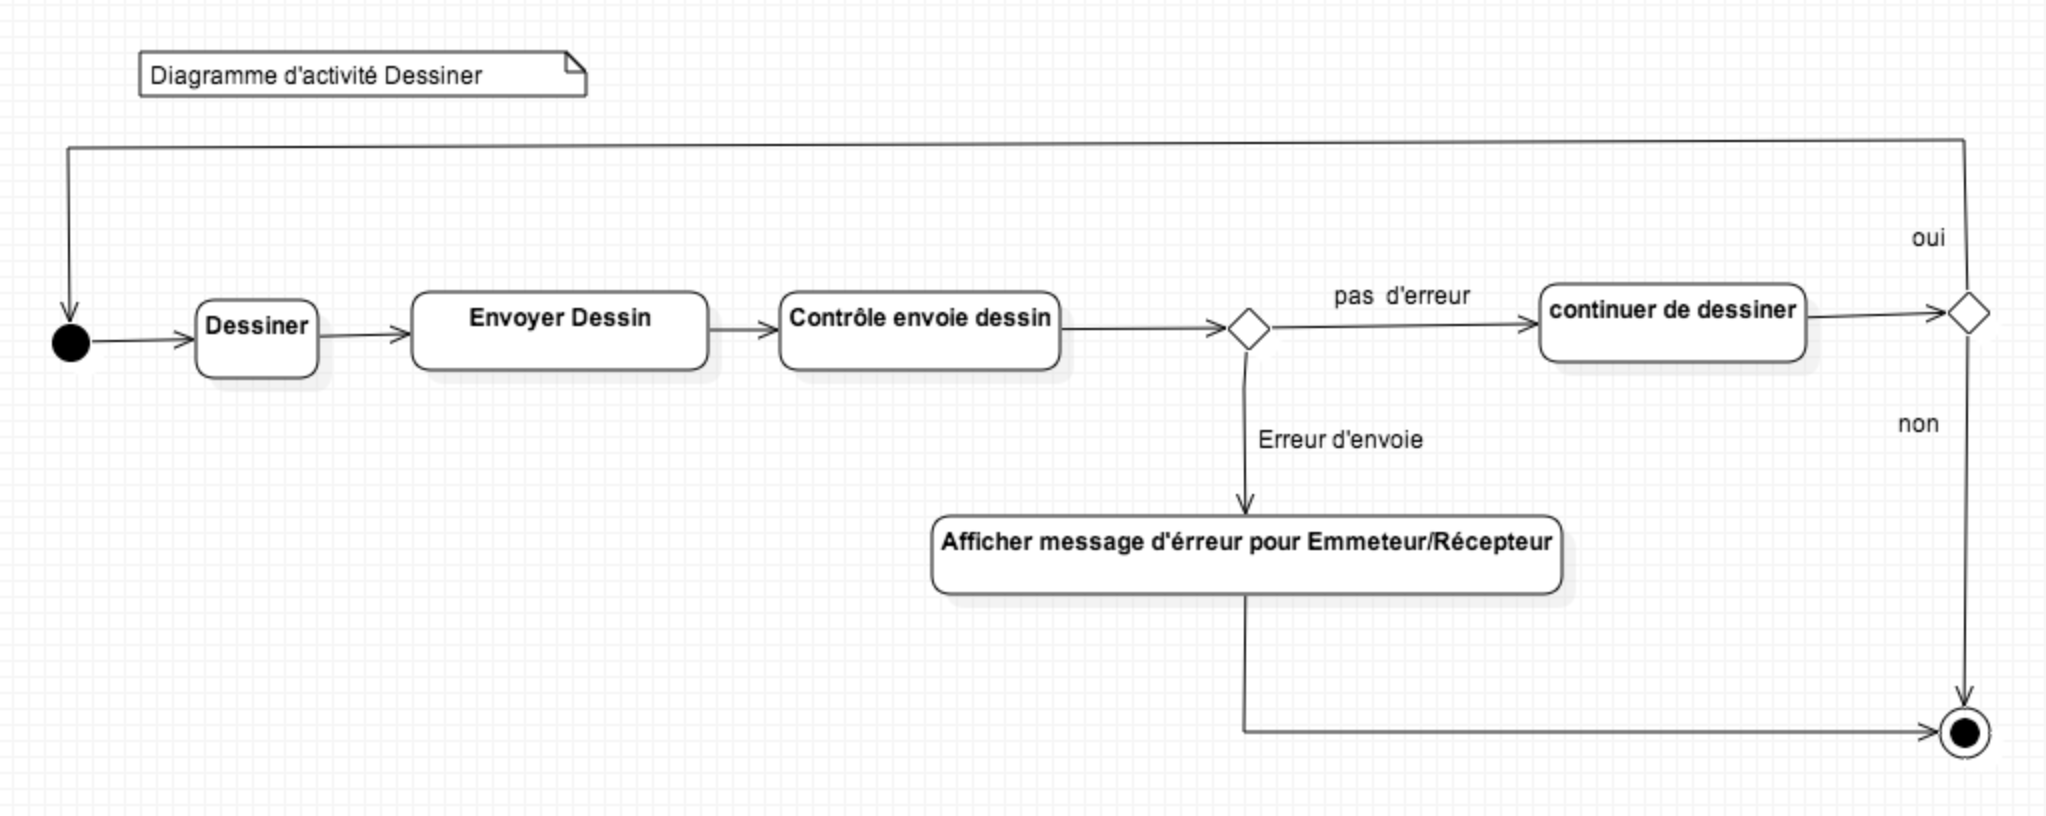 Diagramme d'activité Dessiner
oui
pas d'erreur
Dessiner
Envoyer Dessin
Contrôle envoie dessin
continuer de dessiner
non
Erreur d'envoie
Afficher message d'érreur pour Emmeteur/Récepteur